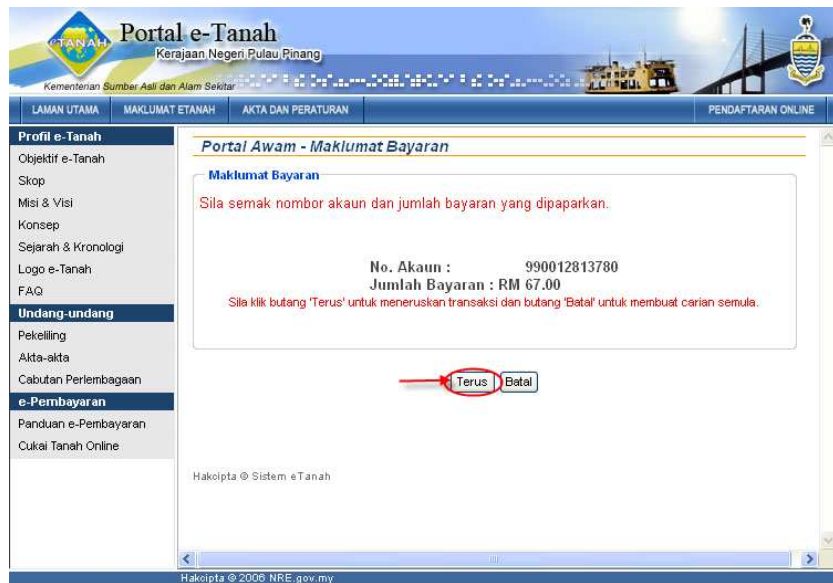 eTANAH
Portal e-Tanah
Kerajaan Negeri Pulau Pinang
Kementerian Sumber Asli dan Alam Sekitar
LAMAN UTAMA MAKLUMAT ETANAH AKTA DAN PERATURAN PENDAFTARAN ONLINE
Profil e-Tanah
Objektif e-Tanah
Skop
Misi & Visi
Konsep
Sejarah & Kronologi
Logo e-Tanah
FAQ
Undang-undang
Pekeliling
Akta-akta
Cabutan Perlembagaan
e-Pembayaran
Panduan e-Pembayaran
Cukai Tanah Online
Portal Awam - Maklumat Bayaran
Maklumat Bayaran
Sila semak nombor akaun dan jumlah bayaran yang dipaparkan.
No. Akaun : 990012813780
Jumlah Bayaran : RM 67.00
Sila klik butang 'Terus' untuk meneruskan transaksi dan butang 'Batal' untuk membuat carian semula.
Terus Batal
Hakcipta @ Sistem eTanah
Hakcipta @ 2006 NRE.gov.my